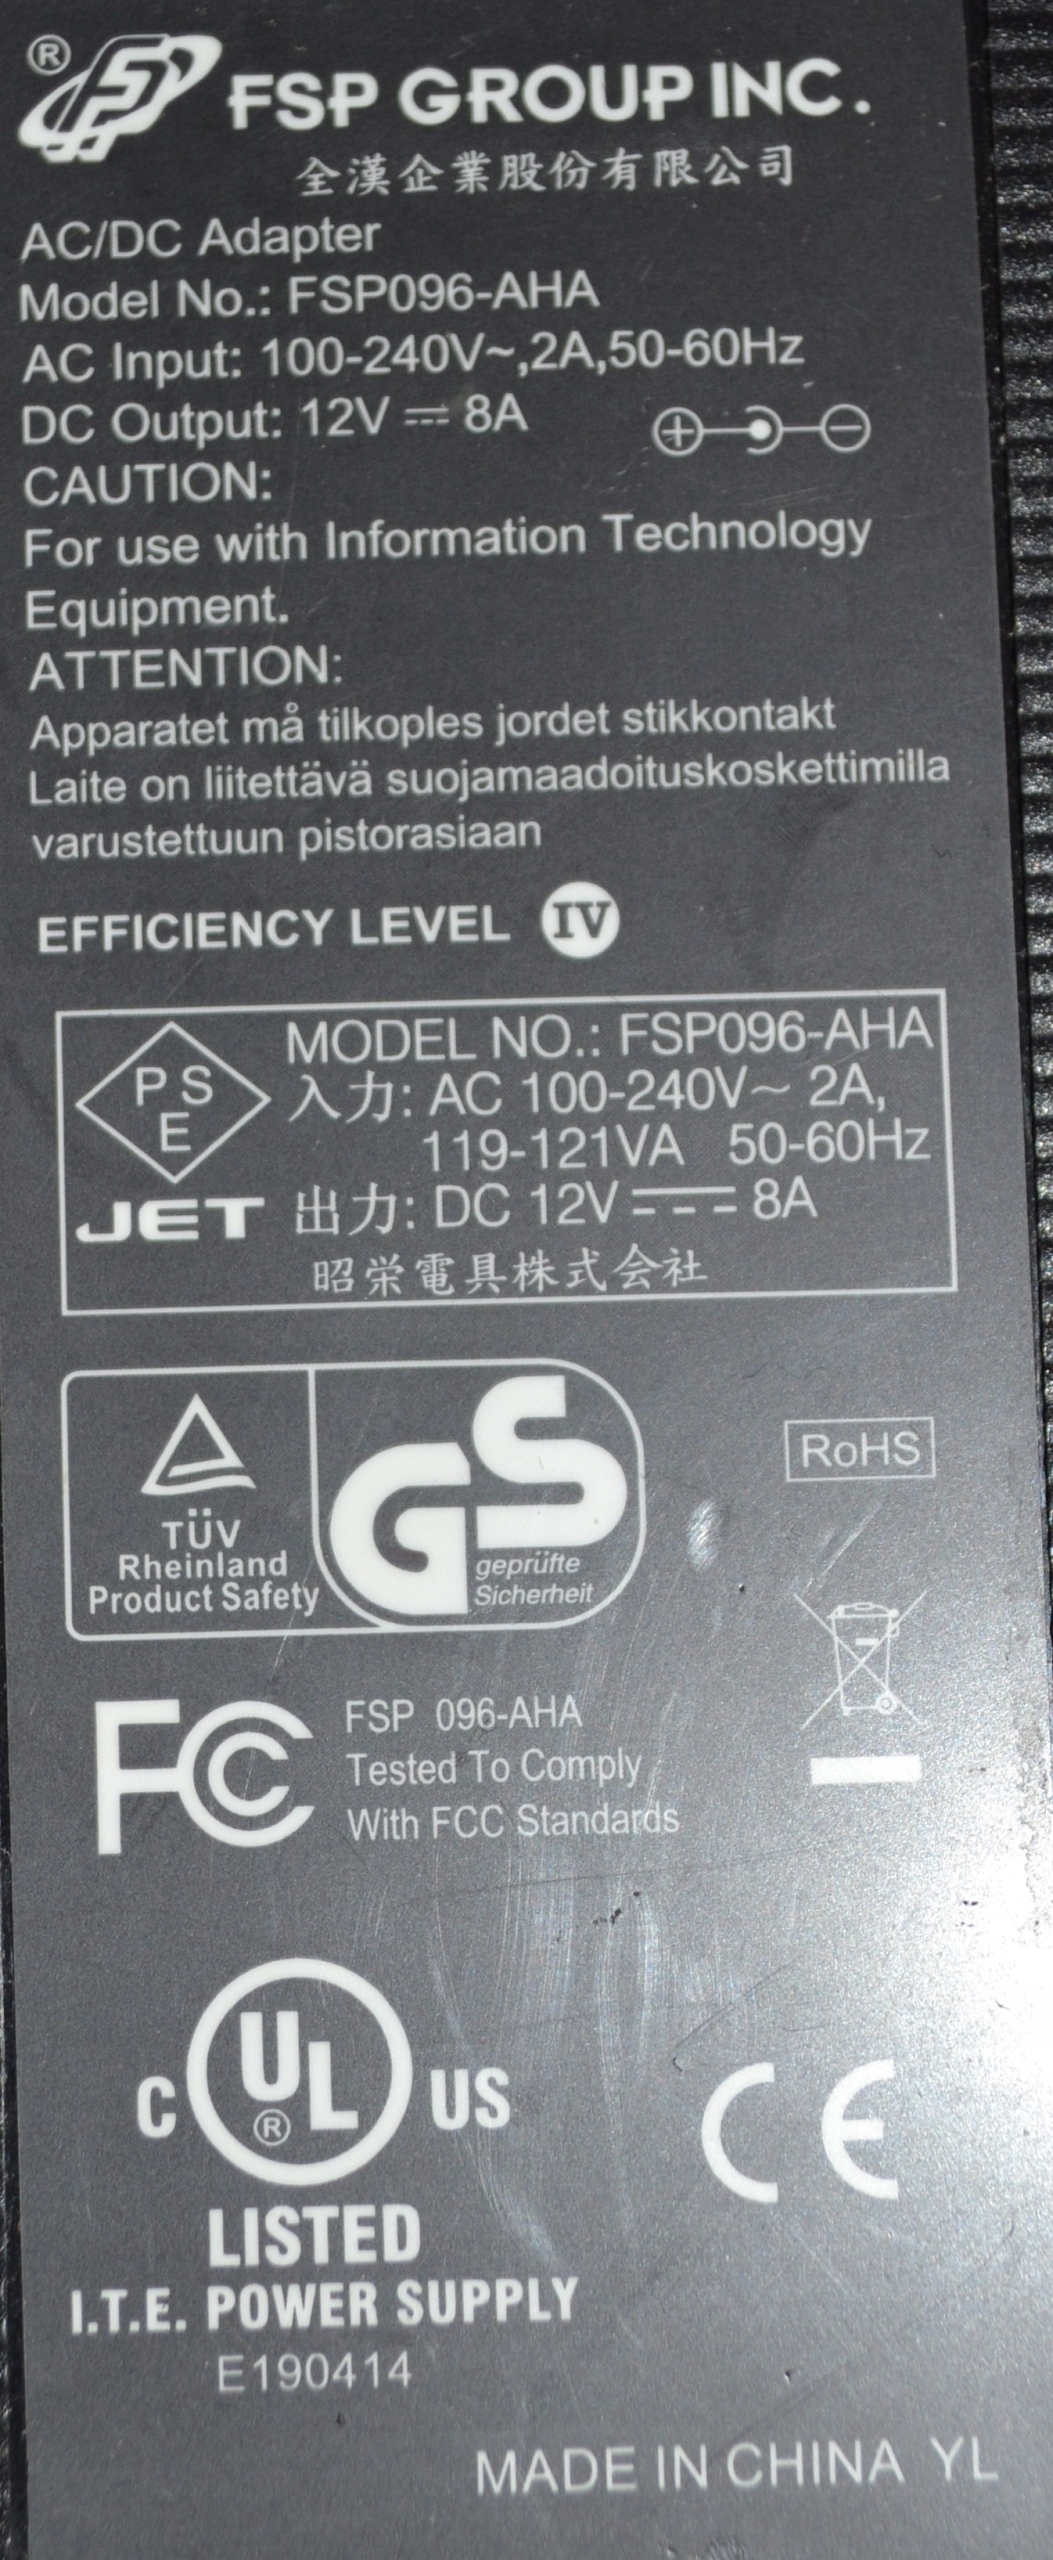 ® FSP GROUP INC.
全漢企業股份有限公司
AC/DC Adapter
Model No.: FSP096-AHA
AC Input: 100-240V~,2A,50-60Hz
DC Output: 12V ⎓ 8A
CAUTION:
For use with Information Technology
Equipment.
ATTENTION:
Apparatet må tilkoples jordet stikkontakt
Laite on liitettävä suojamaadoituskoskettimilla
varustettuun pistorasiaan
EFFICIENCY LEVEL IV
PSE
MODEL NO.: FSP096-AHA
入力: AC 100-240V~ 2A,
119-121VA 50-60Hz
JET
出力: DC 12V ⎓ 8A
昭栄電具株式会社
TÜV
Rheinland
Product Safety
GS
geprüfte
Sicherheit
RoHS
FC
FSP 096-AHA
Tested To Comply
With FCC Standards
C UL® US
LISTED
I.T.E. POWER SUPPLY
E190414
CE
MADE IN CHINA YL